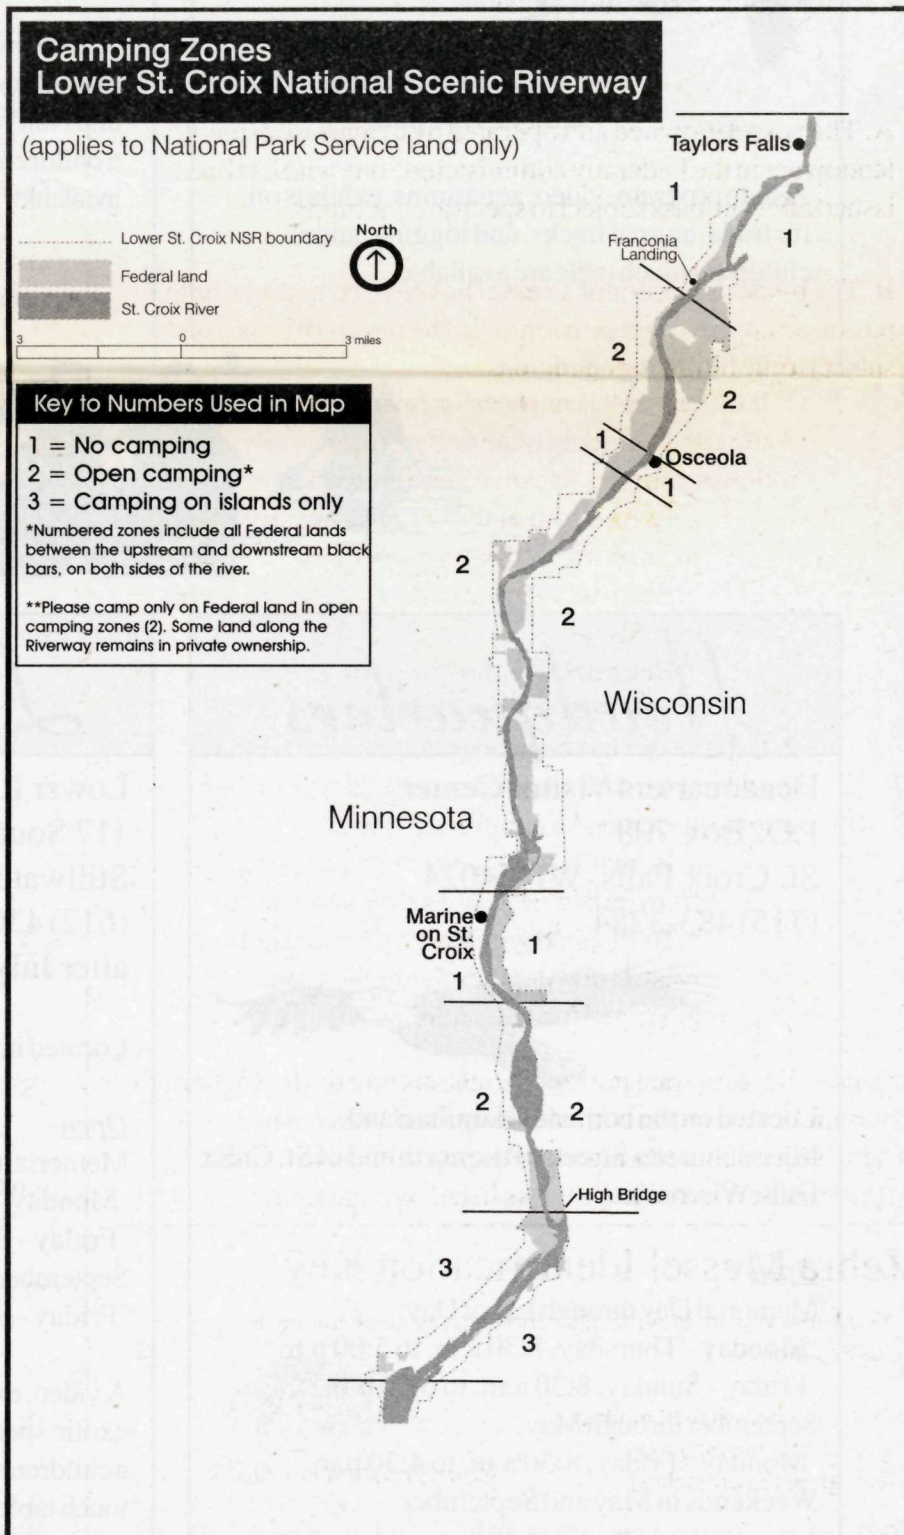 Camping Zones
Lower St. Croix National Scenic Riverway
(applies to National Park Service land only)
Lower St. Croix NSR boundary
Federal land
St. Croix River
North
3 0 3 miles
Key to Numbers Used in Map
1 = No camping
2 = Open camping*
3 = Camping on islands only
*Numbered zones include all Federal lands
between the upstream and downstream black
bars, on both sides of the river.
**Please camp only on Federal land in open
camping zones (2). Some land along the
Riverway remains in private ownership.
Taylors Falls
1
1
Franconia
Landing
2
2
1
Osceola
1
2
2
Wisconsin
Minnesota
Marine
on St.
Croix
1
1
2
2
High Bridge
3
3